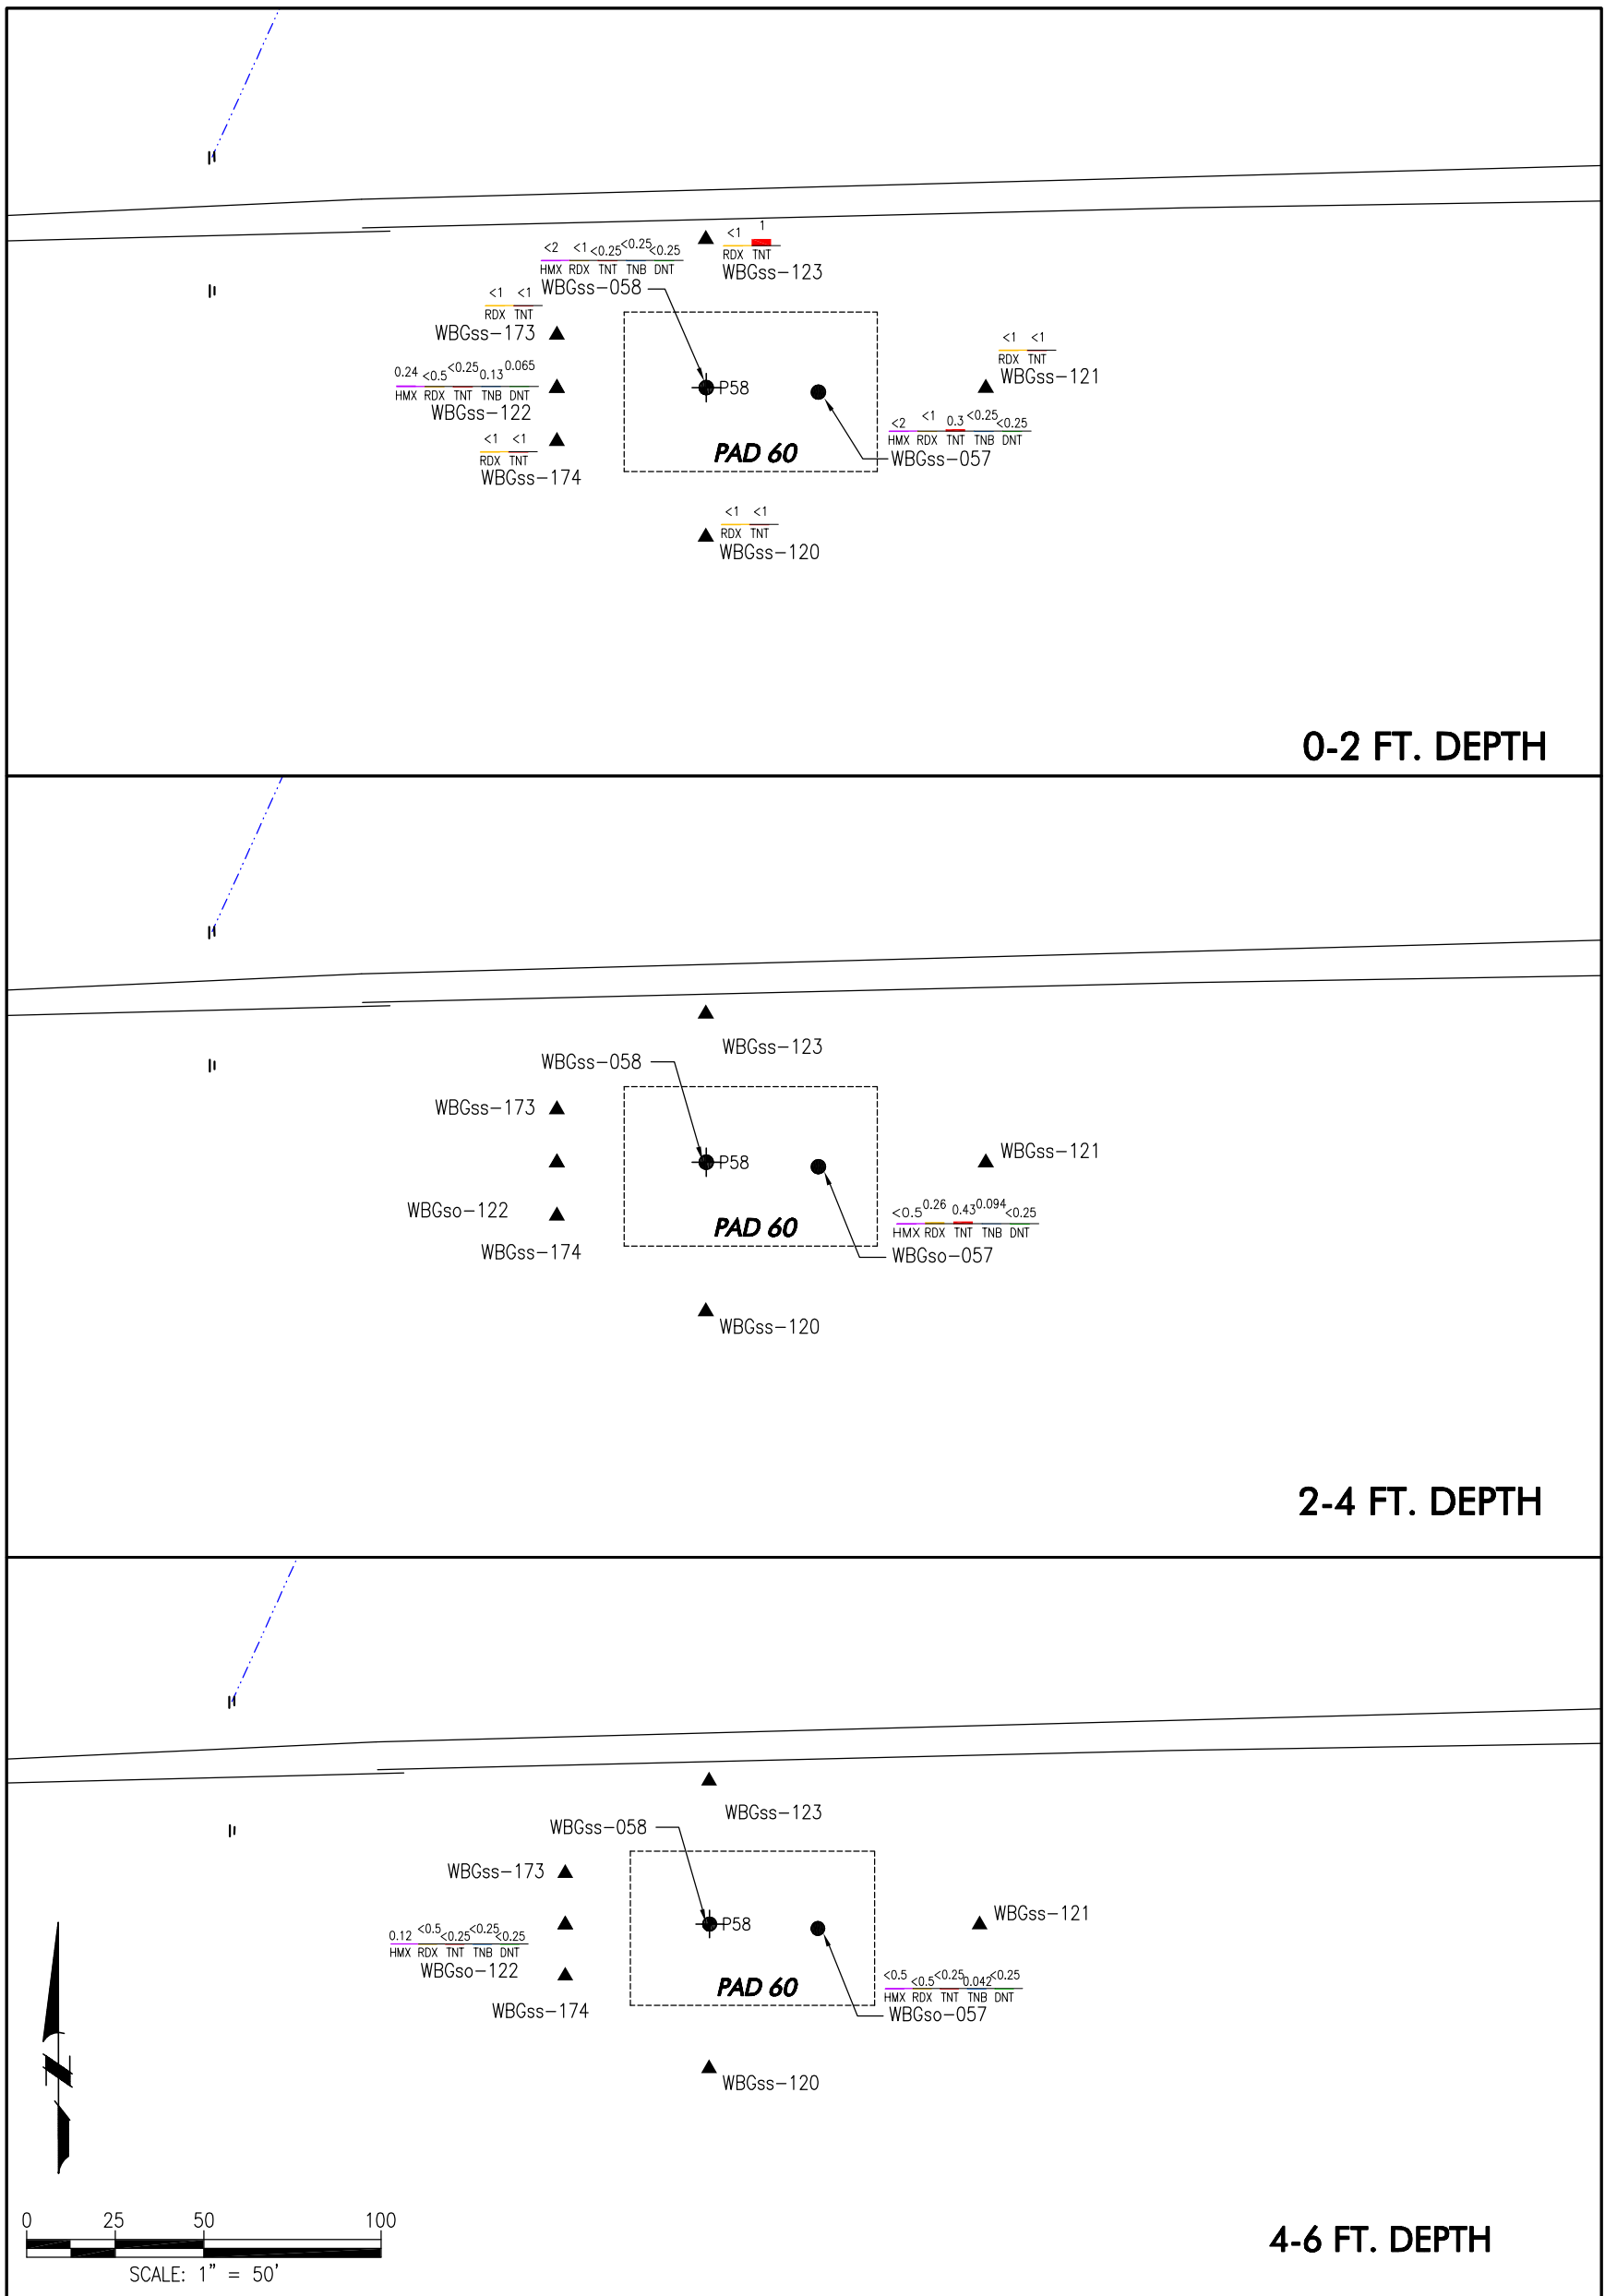 <1 1
RDX TNT
WBGss-123
<2 <1 <0.25 <0.25 <0.25
HMX RDX TNT TNB DNT
WBGss-058
<1 <1
RDX TNT
WBGss-173
0.24 <0.5 <0.25 0.13 0.065
HMX RDX TNT TNB DNT
WBGss-122
<1 <1
RDX TNT
WBGss-174
P58
PAD 60
<1 <1
RDX TNT
WBGss-121
<2 <1 0.3 <0.25 <0.25
HMX RDX TNT TNB DNT
WBGss-057
<1 <1
RDX TNT
WBGss-120
0-2 FT. DEPTH
WBGss-123
WBGss-058
WBGss-173
P58
WBGss-121
WBGso-122
PAD 60
<0.5 0.26 0.43 0.094 <0.25
HMX RDX TNT TNB DNT
WBGso-057
WBGss-174
WBGss-120
2-4 FT. DEPTH
WBGss-123
WBGss-058
WBGss-173
P58
WBGss-121
0.12 <0.5 <0.25 <0.25 <0.25
HMX RDX TNT TNB DNT
WBGso-122
PAD 60
<0.5 <0.5 <0.25 0.042 <0.25
HMX RDX TNT TNB DNT
WBGso-057
WBGss-174
WBGss-120
N
0 25 50 100
SCALE: 1" = 50'
4-6 FT. DEPTH